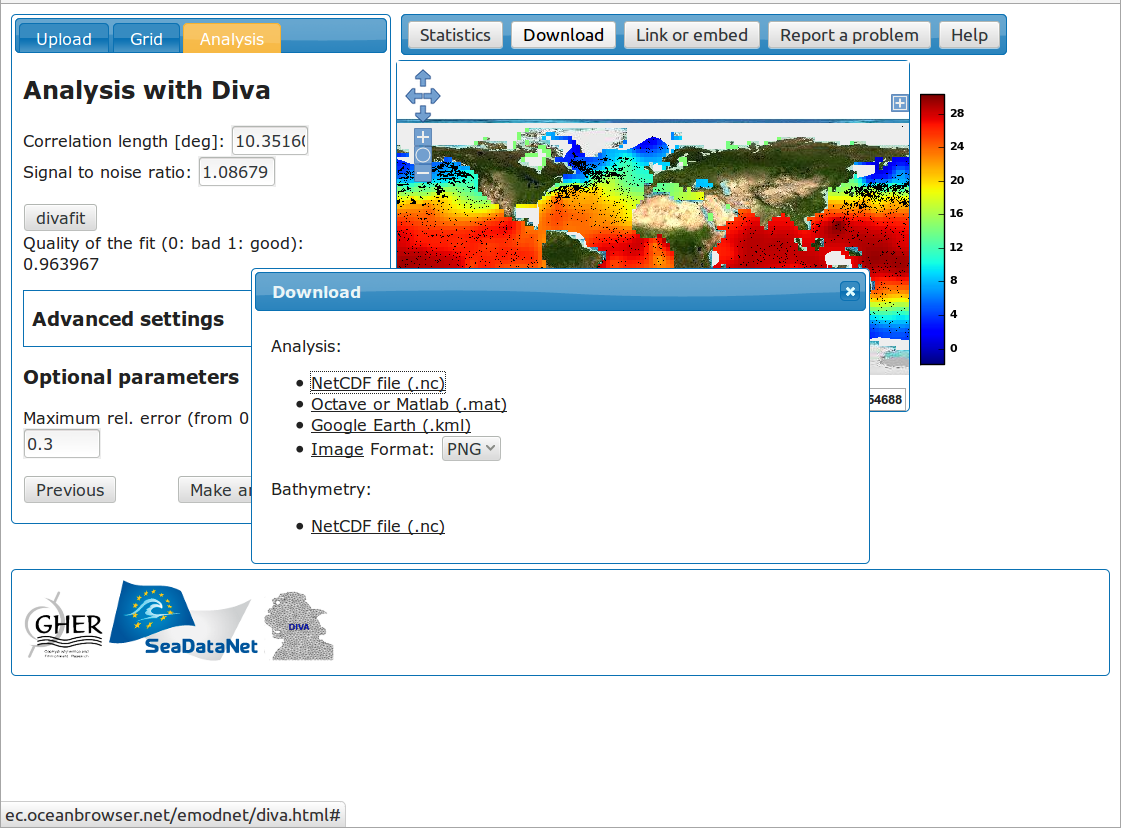 Upload Grid Analysis
Statistics Download Link or embed Report a problem Help
Analysis with Diva
Correlation length [deg]: 10.35160
Signal to noise ratio: 1.08679
divafit
Quality of the fit (0: bad 1: good):
0.963967
Advanced settings
Optional parameters
Maximum rel. error (from 0
0.3
Previous Make an
28
24
20
16
12
8
4
0
54688
Download
Analysis:
• NetCDF file (.nc)
• Octave or Matlab (.mat)
• Google Earth (.kml)
• Image Format: PNG
Bathymetry:
• NetCDF file (.nc)
GHER
SeaDataNet
DIVA
ec.oceanbrowser.net/emodnet/diva.html#